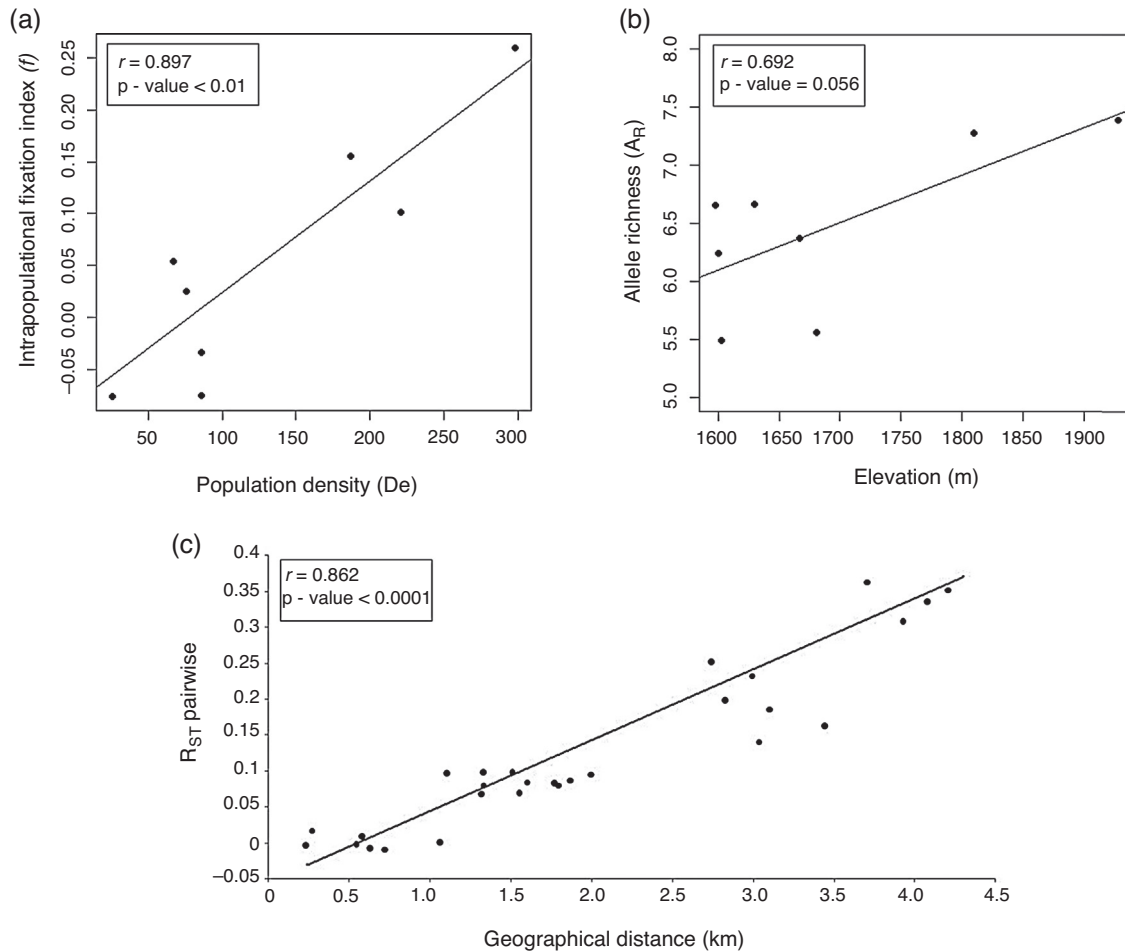 (a)
r = 0.897
p - value < 0.01
Intrapopulational fixation index (f)
0.25
0.20
0.15
0.10
0.05
0.00
−0.05
50 100 150 200 250 300
Population density (De)
(b)
r = 0.692
p - value = 0.056
Allele richness (A_R)
8.0
7.5
7.0
6.5
6.0
5.5
5.0
1600 1650 1700 1750 1800 1850 1900
Elevation (m)
(c)
r = 0.862
p - value < 0.0001
R_ST pairwise
0.4
0.35
0.3
0.25
0.2
0.15
0.1
0.05
0
−0.05
0 0.5 1.0 1.5 2.0 2.5 3.0 3.5 4.0 4.5
Geographical distance (km)